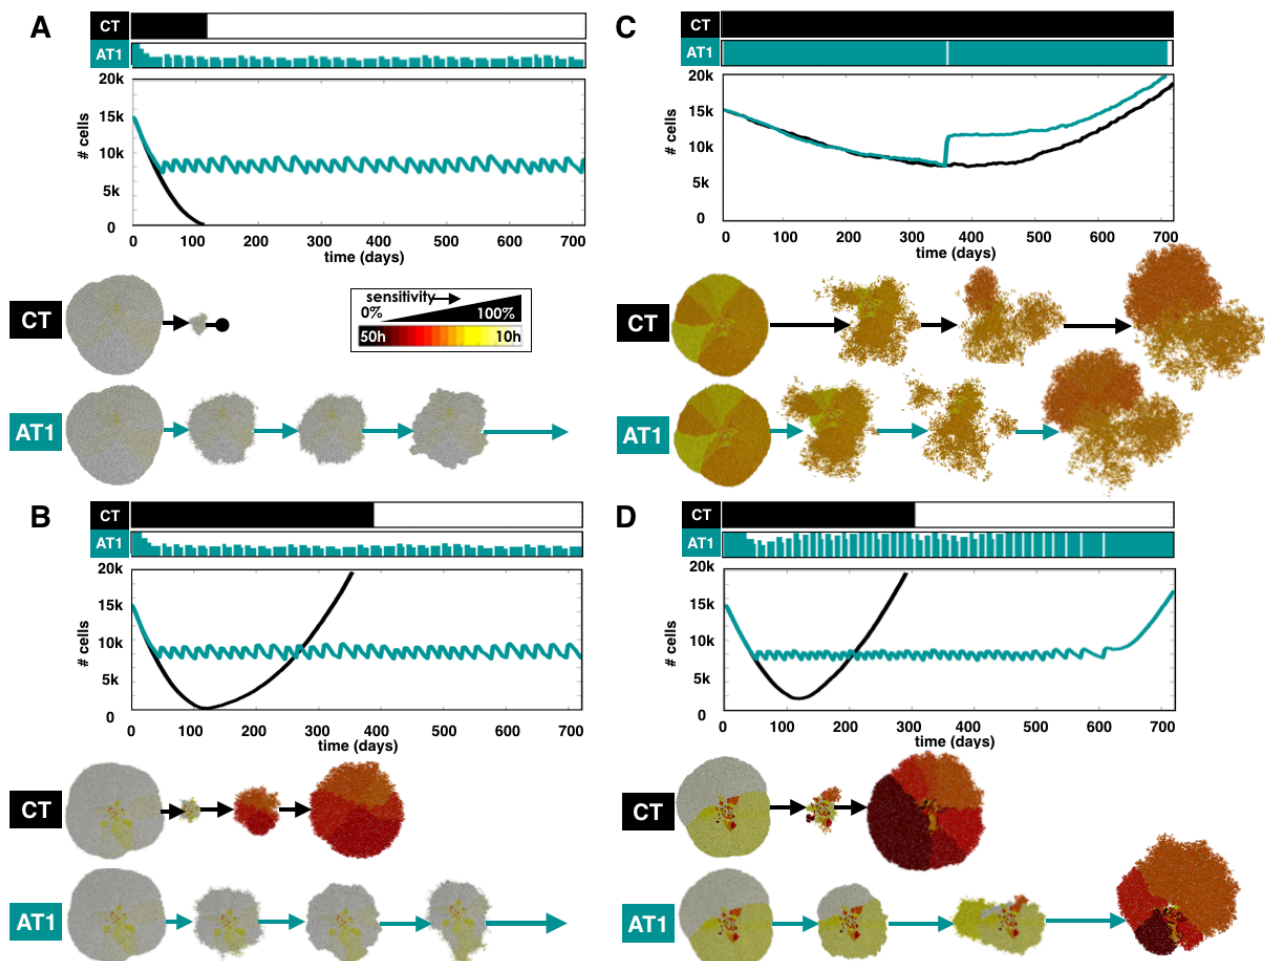 A
CT
AT1
20k
15k
10k
5k
0
# cells
0 100 200 300 400 500 600 700
time (days)
CT
sensitivity
0% 100%
50h 10h
AT1
B
CT
AT1
20k
15k
10k
5k
0
# cells
0 100 200 300 400 500 600 700
time (days)
CT
AT1
C
CT
AT1
20k
15k
10k
5k
0
# cells
0 100 200 300 400 500 600 700
time (days)
CT
AT1
D
CT
AT1
20k
15k
10k
5k
0
# cells
0 100 200 300 400 500 600 700
time (days)
CT
AT1